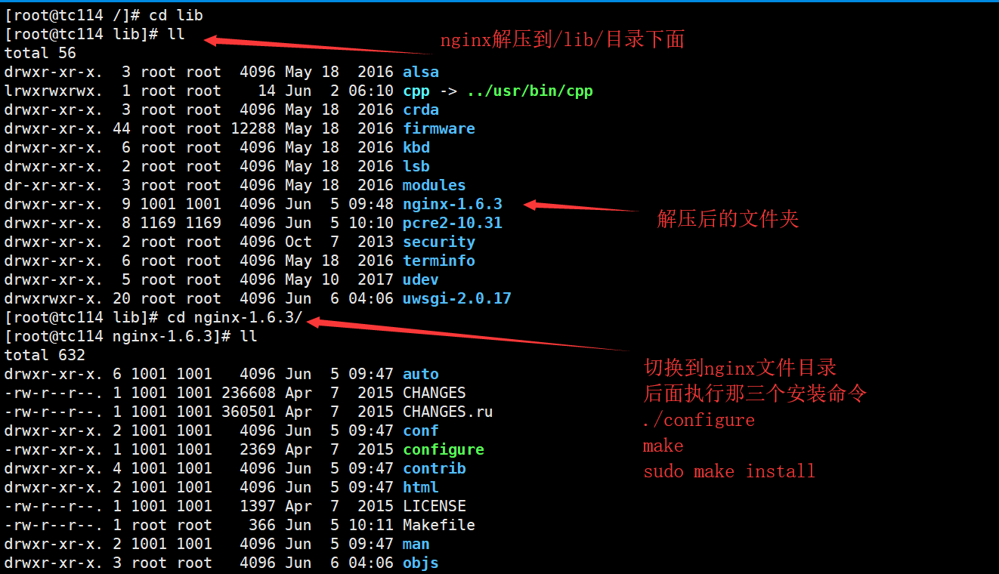 [root@tc114 /]# cd lib
[root@tc114 lib]# ll
nginx解压到/lib/目录下面
total 56
drwxr-xr-x.  3 root root  4096 May 18  2016 alsa
lrwxrwxrwx.  1 root root    14 Jun  2 06:10 cpp -> ../usr/bin/cpp
drwxr-xr-x.  3 root root  4096 May 18  2016 crda
drwxr-xr-x. 44 root root 12288 May 18  2016 firmware
drwxr-xr-x.  6 root root  4096 May 18  2016 kbd
drwxr-xr-x.  2 root root  4096 May 18  2016 lsb
dr-xr-xr-x.  3 root root  4096 May 18  2016 modules
drwxr-xr-x.  9 1001 1001  4096 Jun  5 09:48 nginx-1.6.3
解压后的文件夹
drwxr-xr-x.  8 1169 1169  4096 Jun  5 10:10 pcre2-10.31
drwxr-xr-x.  2 root root  4096 Oct  7  2013 security
drwxr-xr-x.  6 root root  4096 May 18  2016 terminfo
drwxr-xr-x.  5 root root  4096 May 10  2017 udev
drwxrwxr-x. 20 root root  4096 Jun  6 04:06 uwsgi-2.0.17
[root@tc114 lib]# cd nginx-1.6.3/
[root@tc114 nginx-1.6.3]# ll
total 632
drwxr-xr-x. 6 1001 1001   4096 Jun  5 09:47 auto
-rw-r--r--. 1 1001 1001 236608 Apr  7  2015 CHANGES
-rw-r--r--. 1 1001 1001 360501 Apr  7  2015 CHANGES.ru
drwxr-xr-x. 2 1001 1001   4096 Jun  5 09:47 conf
-rwxr-xr-x. 1 1001 1001   2369 Apr  7  2015 configure
drwxr-xr-x. 4 1001 1001   4096 Jun  5 09:47 contrib
drwxr-xr-x. 2 1001 1001   4096 Jun  5 09:47 html
-rw-r--r--. 1 1001 1001   1397 Apr  7  2015 LICENSE
-rw-r--r--. 1 root root    366 Jun  5 10:11 Makefile
drwxr-xr-x. 2 1001 1001   4096 Jun  5 09:47 man
drwxr-xr-x. 3 root root   4096 Jun  6 04:06 objs
切换到nginx文件目录
后面执行那三个安装命令
./configure
make
sudo make install